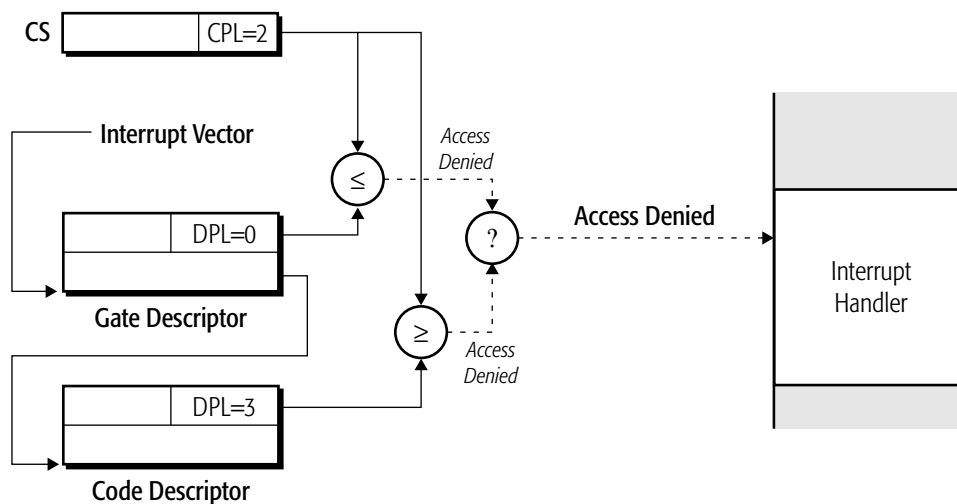 CS
CPL=2
Interrupt Vector
Access
Denied
≤
DPL=0
?
Access Denied
Interrupt
Handler
Gate Descriptor
≥
Access
Denied
DPL=3
Code Descriptor